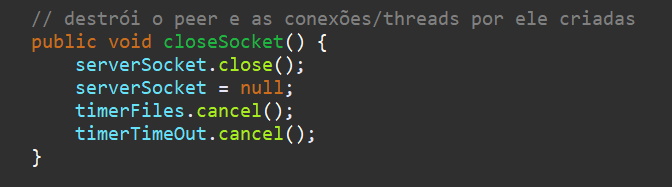 // destrói o peer e as conexões/threads por ele criadas
public void closeSocket() {
    serverSocket.close();
    serverSocket = null;
    timerFiles.cancel();
    timerTimeOut.cancel();
}